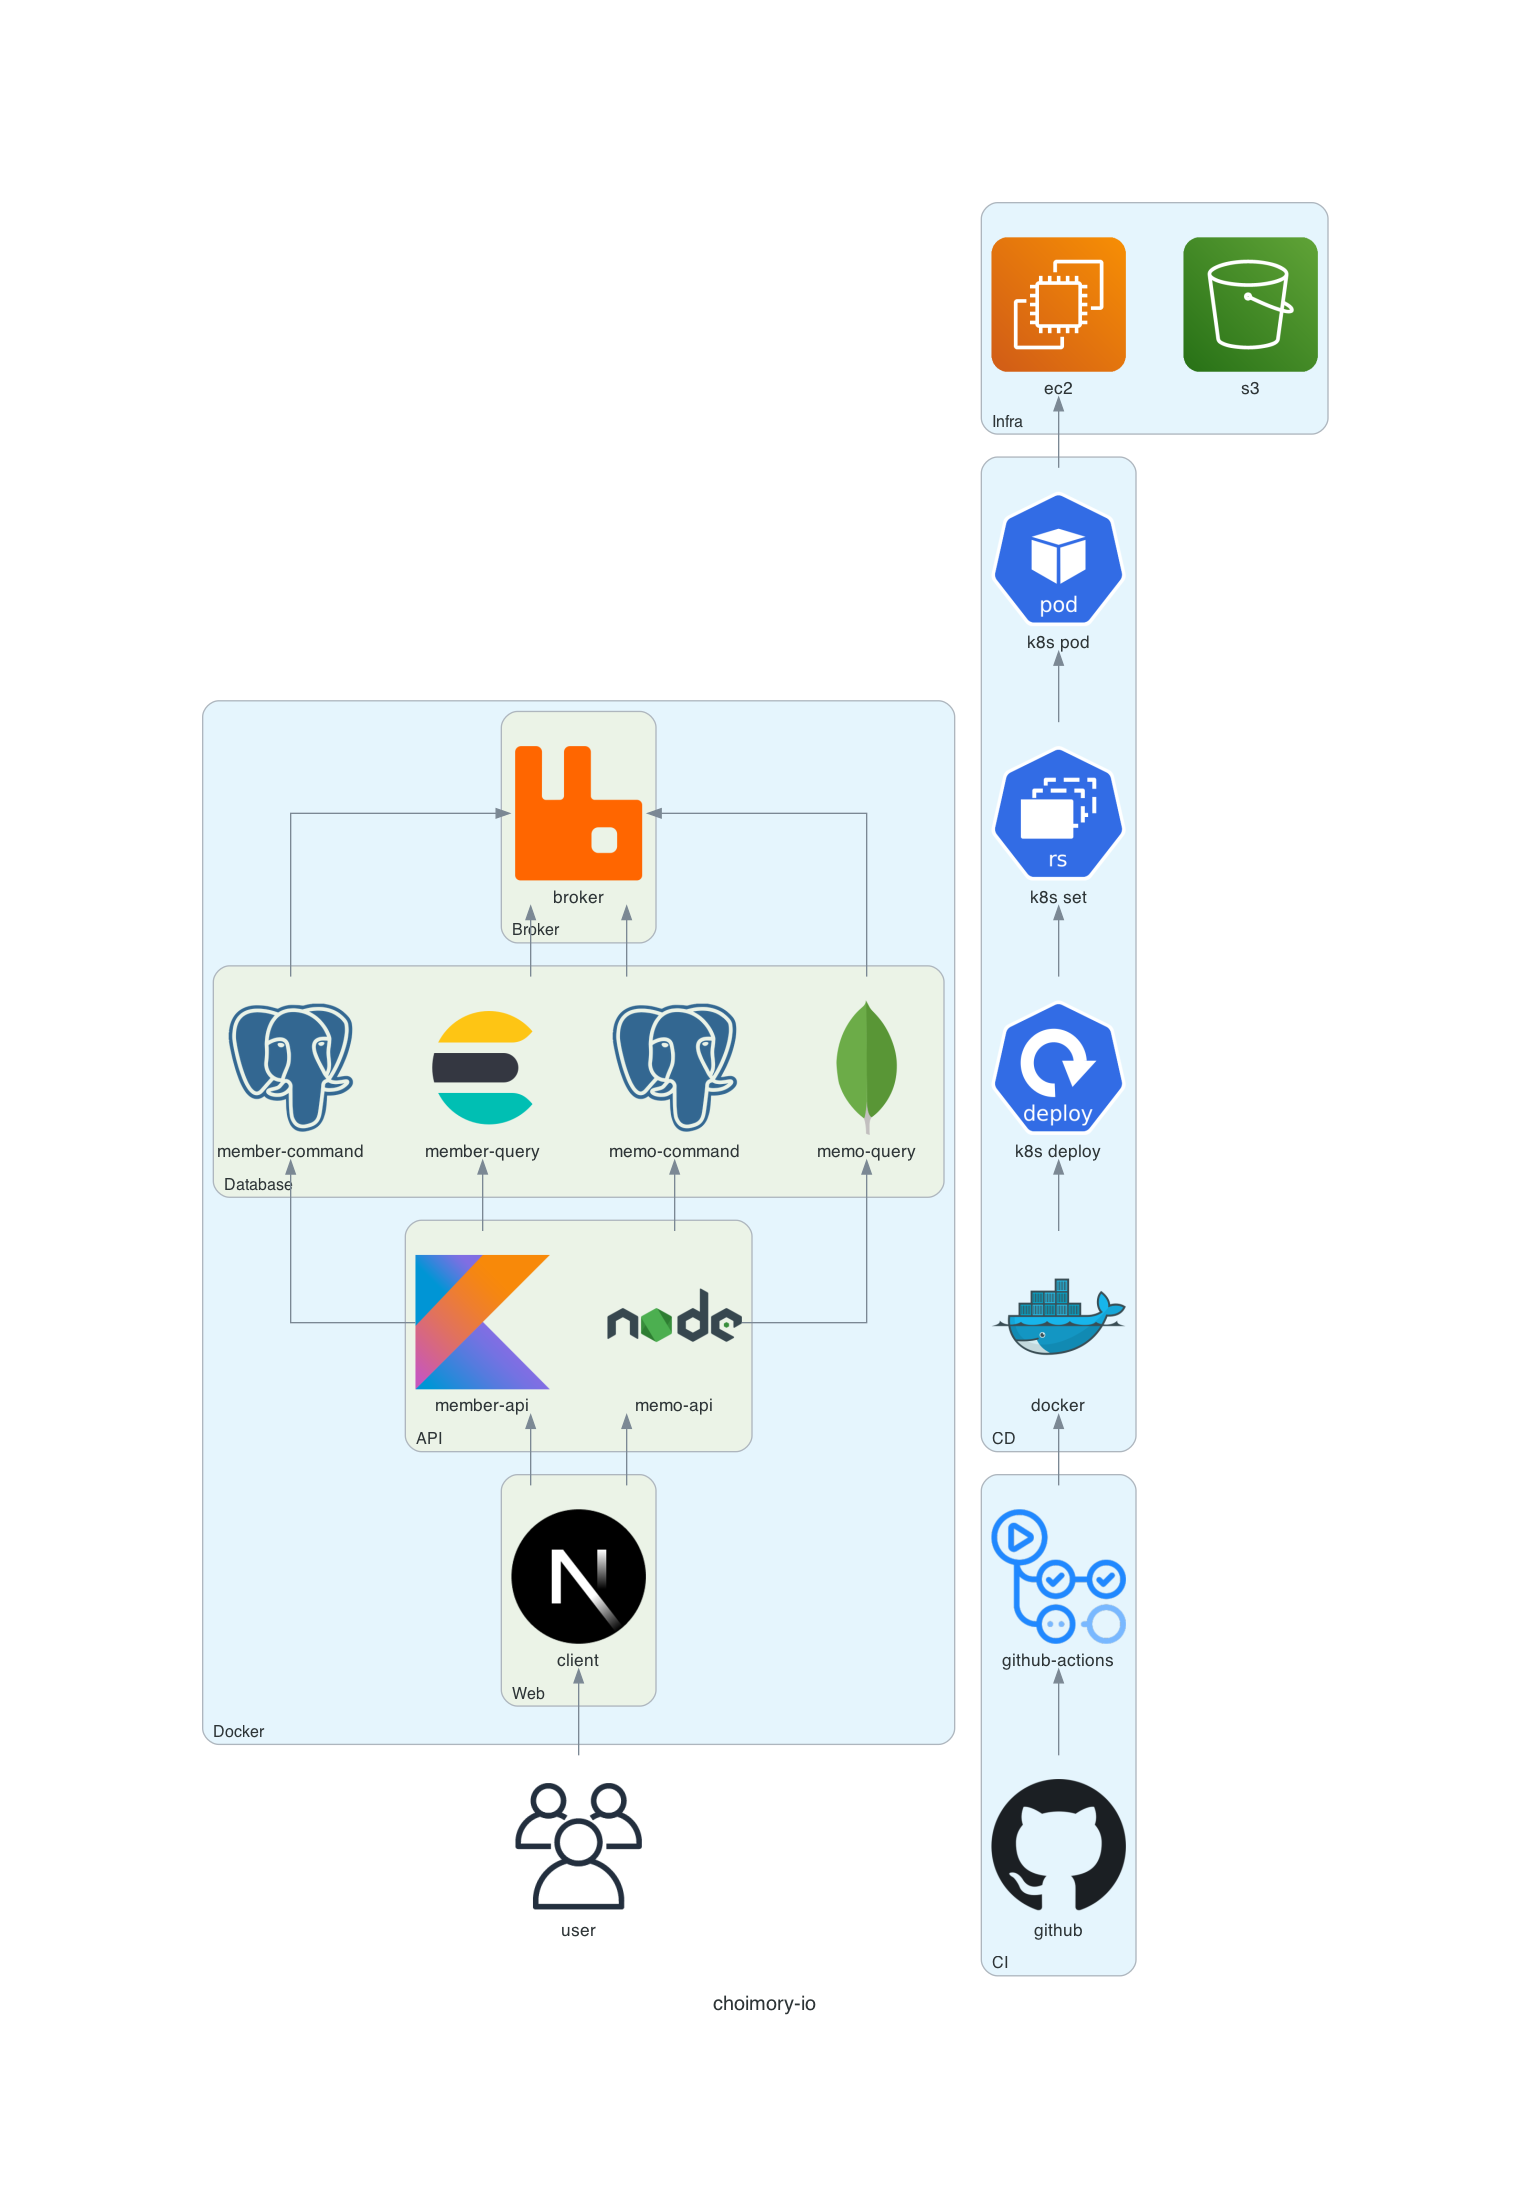 ec2
s3
Infra
pod
k8s pod
rs
k8s set
broker
Broker
deploy
k8s deploy
member-command
member-query
memo-command
memo-query
Database
node
member-api
memo-api
API
docker
CD
N
client
Web
Docker
github-actions
user
github
CI
choimory-io